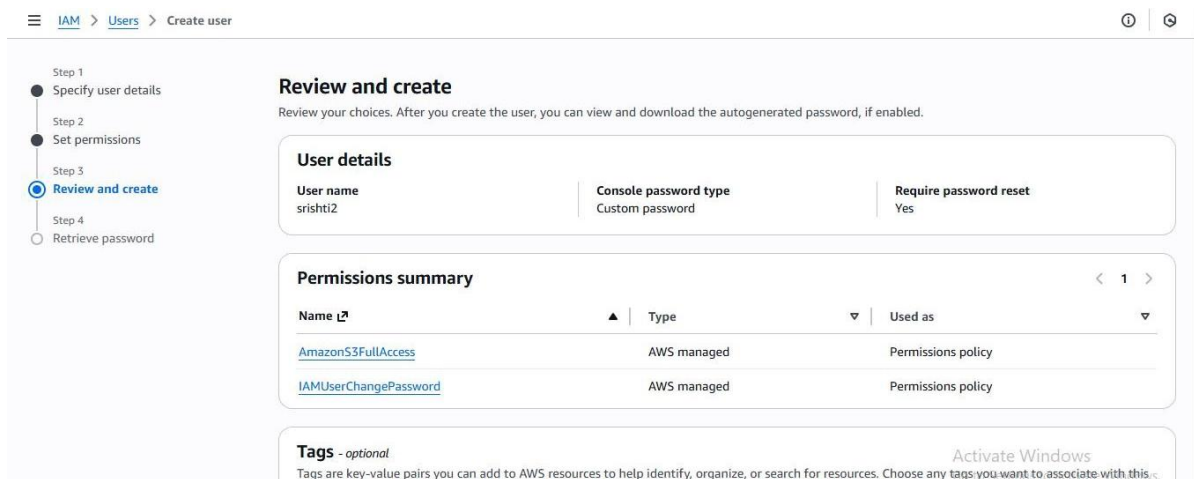 IAM > Users > Create user
Step 1
Specify user details
Step 2
Set permissions
Step 3
Review and create
Step 4
Retrieve password
Review and create
Review your choices. After you create the user, you can view and download the autogenerated password, if enabled.
User details
User name Console password type Require password reset
srishti2 Custom password Yes
Permissions summary < 1 >
Name Type Used as
AmazonS3FullAccess AWS managed Permissions policy
IAMUserChangePassword AWS managed Permissions policy
Tags - optional
Activate Windows
Tags are key-value pairs you can add to AWS resources to help identify, organize, or search for resources. Choose any tags you want to associate with this